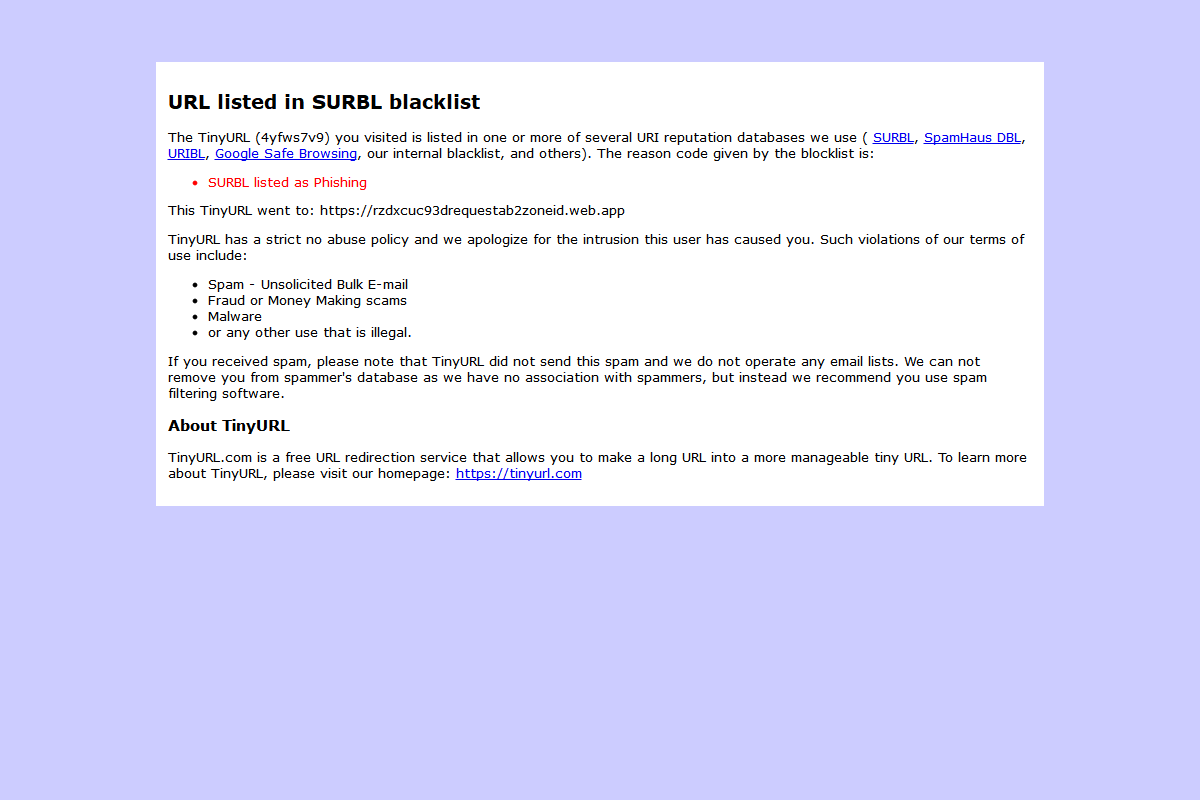 URL listed in SURBL blacklist
The TinyURL (4yfws7v9) you visited is listed in one or more of several URI reputation databases we use ( SURBL, SpamHaus DBL,
URIBL, Google Safe Browsing, our internal blacklist, and others). The reason code given by the blocklist is:
• SURBL listed as Phishing
This TinyURL went to: https://rzdxcuc93drequestab2zoneid.web.app
TinyURL has a strict no abuse policy and we apologize for the intrusion this user has caused you. Such violations of our terms of
use include:
• Spam - Unsolicited Bulk E-mail
• Fraud or Money Making scams
• Malware
• or any other use that is illegal.
If you received spam, please note that TinyURL did not send this spam and we do not operate any email lists. We can not
remove you from spammer's database as we have no association with spammers, but instead we recommend you use spam
filtering software.
About TinyURL
TinyURL.com is a free URL redirection service that allows you to make a long URL into a more manageable tiny URL. To learn more
about TinyURL, please visit our homepage: https://tinyurl.com